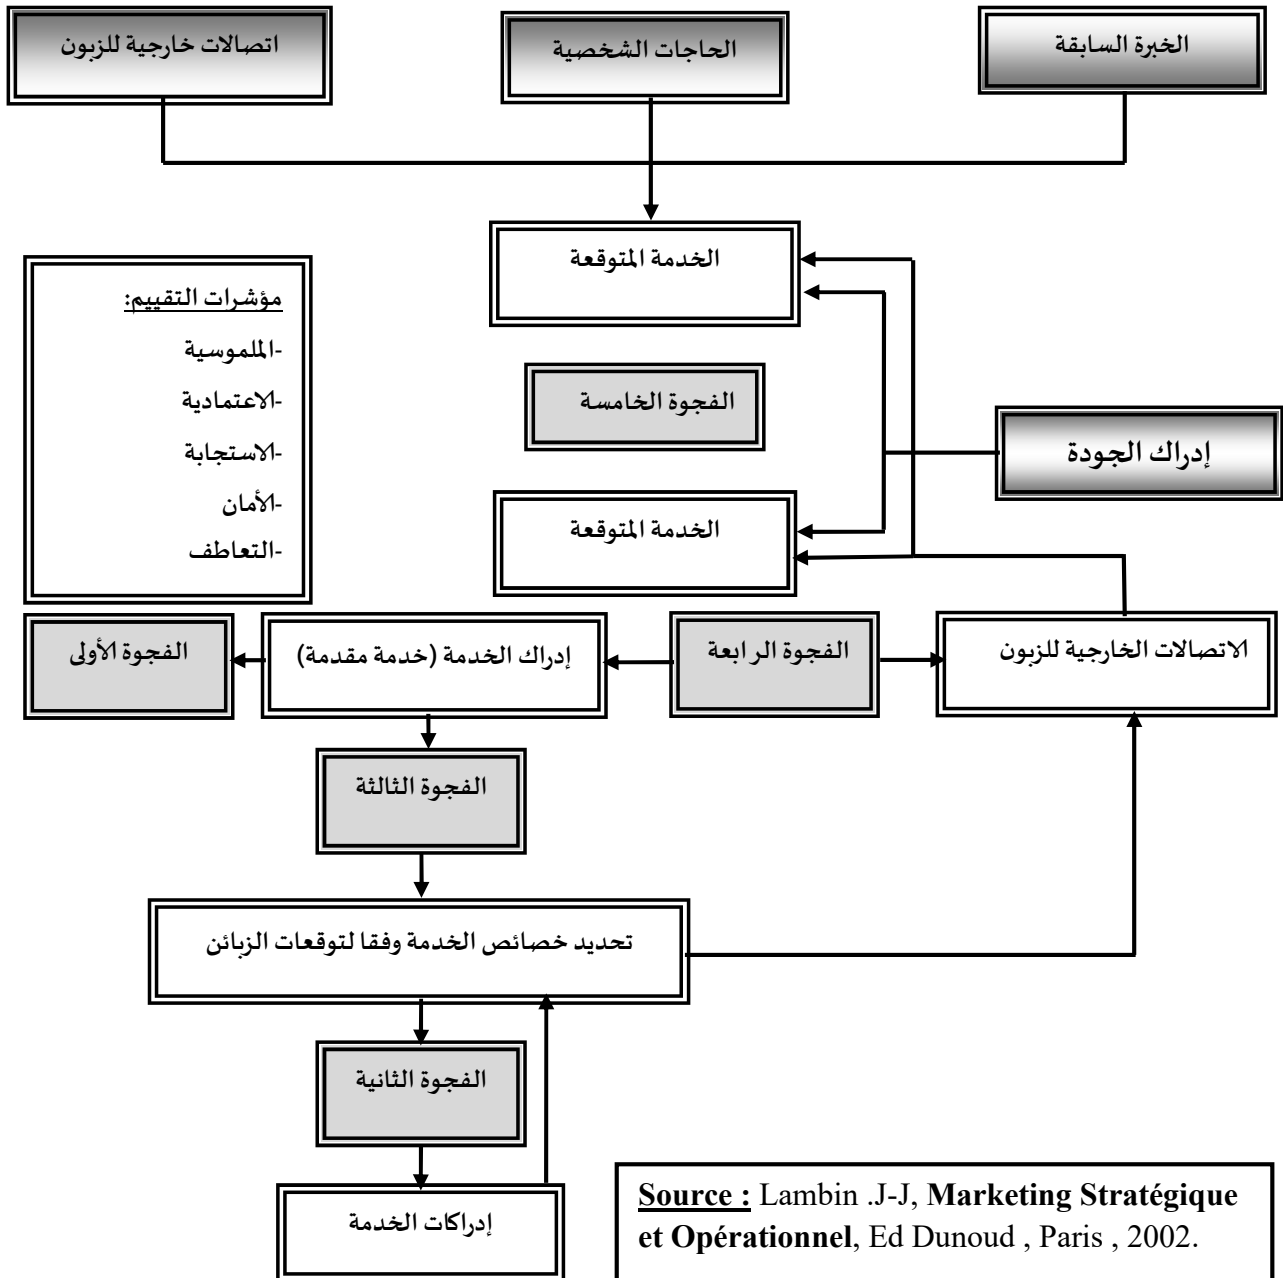 الخبرة السابقة
الحاجات الشخصية
اتصالات خارجية للزبون
الخدمة المتوقعة
مؤشرات التقييم:
-الملموسية
-الاعتمادية
-الاستجابة
-الأمان
-التعاطف
الفجوة الخامسة
إدراك الجودة
الخدمة المتوقعة
الاتصالات الخارجية للزبون
الفجوة الرابعة
إدراك الخدمة (خدمة مقدمة)
الفجوة الأولى
الفجوة الثالثة
تحديد خصائص الخدمة وفقا لتوقعات الزبائن
الفجوة الثانية
إدراكات الخدمة
Source : Lambin .J-J, Marketing Stratégique
et Opérationnel, Ed Dunoud , Paris , 2002.